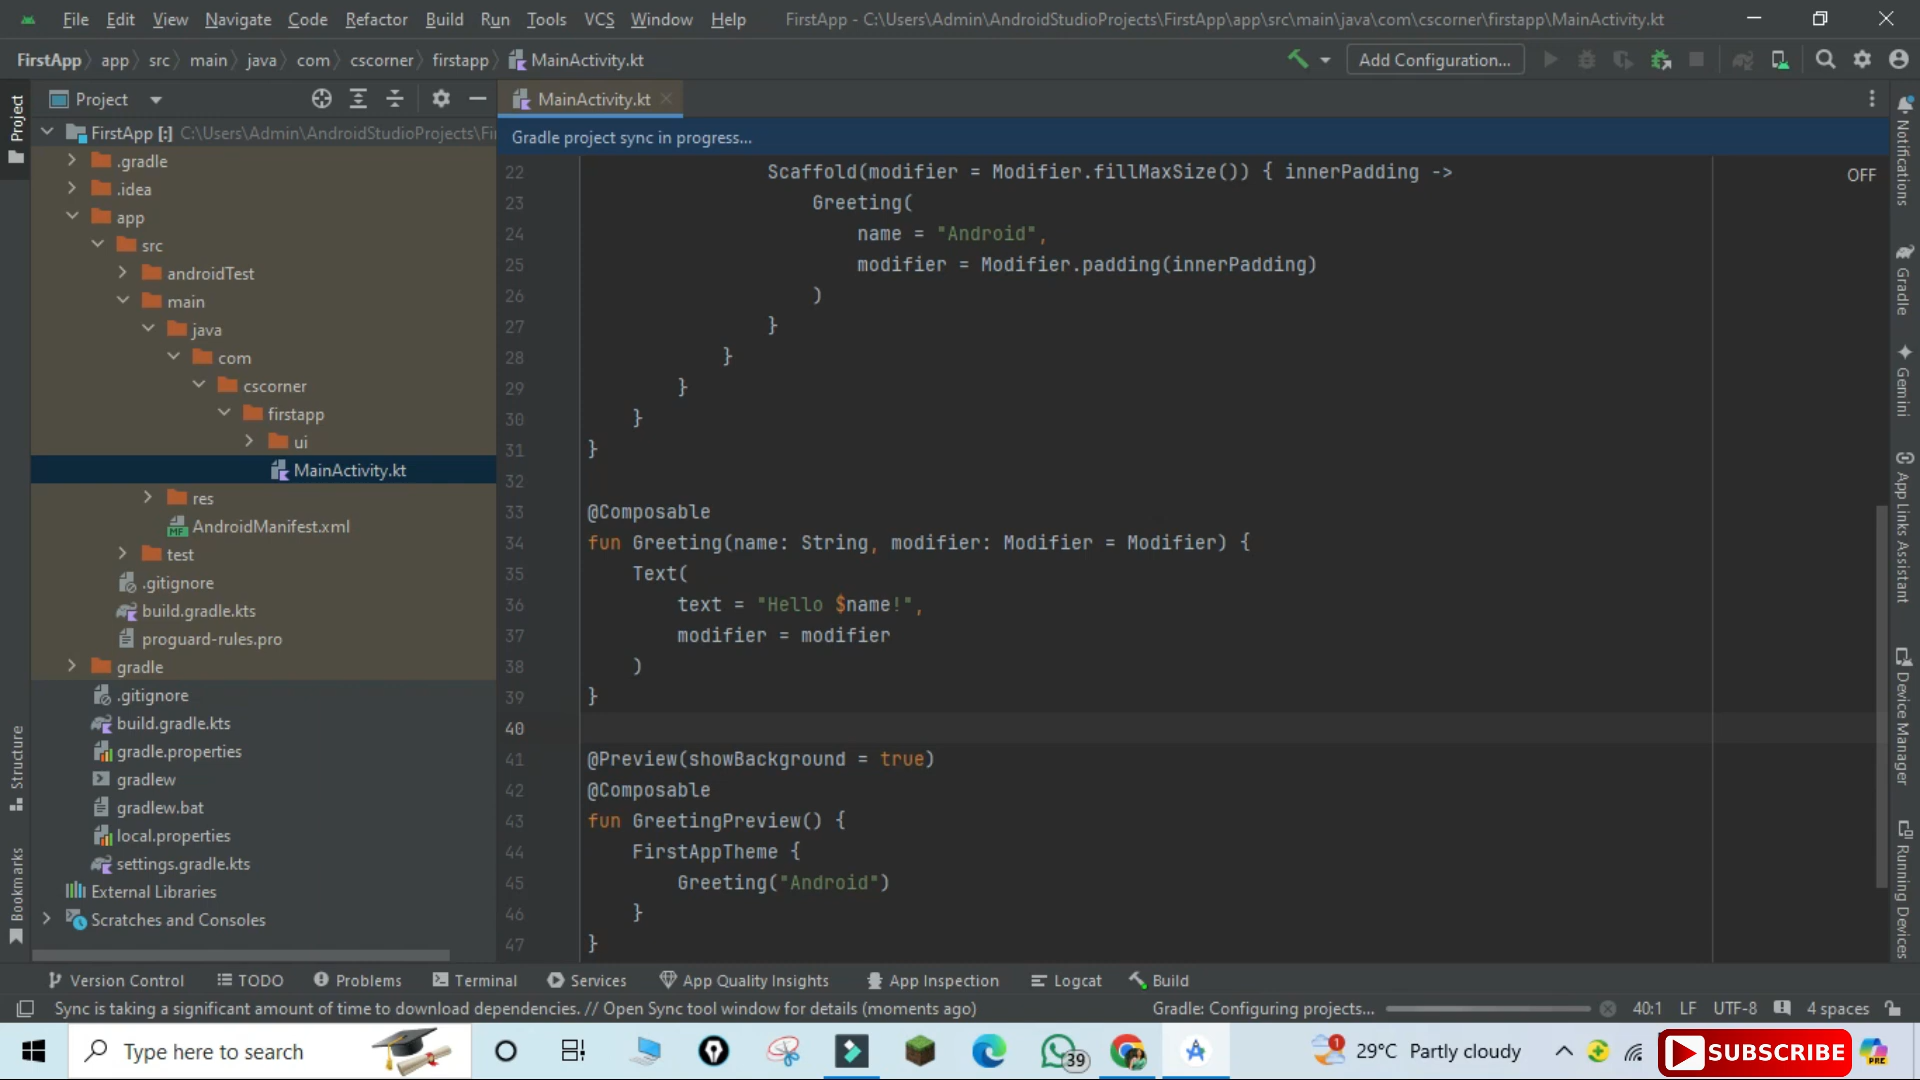 File Edit View Navigate Code Refactor Build Run Tools VCS Window Help FirstApp - C:\Users\Admin\AndroidStudioProjects\FirstApp\app\src\main\java\com\cscorner\firstapp\MainActivity.kt
FirstApp app src main java com cscorner firstapp MainActivity.kt Add Configuration...
Project MainActivity.kt
Gradle project sync in progress...
OFF
Project
Structure
Bookmarks
FirstApp [:] C:\Users\Admin\AndroidStudioProjects\Fi
.gradle
.idea
app
src
androidTest
main
java
com
cscorner
firstapp
ui
MainActivity.kt
res
AndroidManifest.xml
test
.gitignore
build.gradle.kts
proguard-rules.pro
gradle
.gitignore
build.gradle.kts
gradle.properties
gradlew
gradlew.bat
local.properties
settings.gradle.kts
External Libraries
Scratches and Consoles
22 Scaffold(modifier = Modifier.fillMaxSize()) { innerPadding ->
23 Greeting(
24 name = "Android",
25 modifier = Modifier.padding(innerPadding)
26 )
27 }
28 }
29 }
30 }
31 }
32
33 @Composable
34 fun Greeting(name: String, modifier: Modifier = Modifier) {
35 Text(
36 text = "Hello $name!",
37 modifier = modifier
38 )
39 }
40
41 @Preview(showBackground = true)
42 @Composable
43 fun GreetingPreview() {
44 FirstAppTheme {
45 Greeting("Android")
46 }
47 }
Notifications
Gradle
Gemini
App Links Assistant
Device Manager
Running Devices
Version Control TODO Problems Terminal Services App Quality Insights App Inspection Logcat Build
Sync is taking a significant amount of time to download dependencies. // Open Sync tool window for details (moments ago) Gradle: Configuring projects... 40:1 LF UTF-8 4 spaces
Type here to search 39 1 29°C Partly cloudy SUBSCRIBE PRE